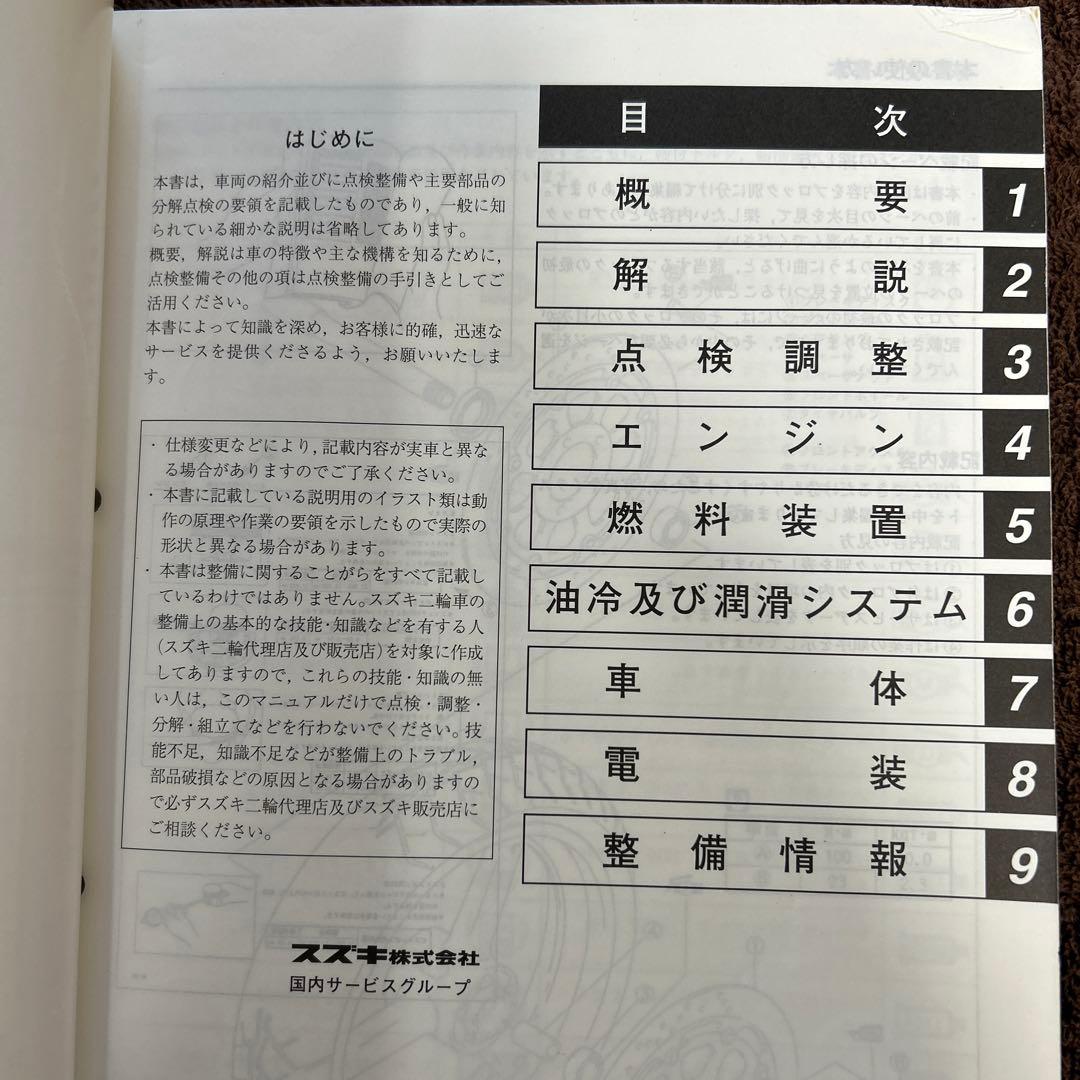 はじめに
本書は，車両の紹介並びに点検整備や主要部品の
分解点検の要領を記載したものであり，一般に知
られている細かな説明は省略してあります。
概要，解説は車の特徴や主な機構を知るために，
点検整備その他の項は点検整備の手引きとしてご
活用ください。
本書によって知識を深め，お客様に的確，迅速な
サービスを提供くださるよう，お願いいたしま
す。
・仕様変更などにより，記載内容が実車と異な
る場合がありますのでご了承ください。
・本書に記載している説明用のイラスト類は動
作の原理や作業の要領を示したもので実際の
形状と異なる場合があります。
・本書は整備に関することがらをすべて記載し
ているわけではありません。スズキ二輪車の
整備上の基本的な技能・知識などを有する人
（スズキ二輪代理店及び販売店）を対象に作成
してありますので，これらの技能・知識の無
い人は，このマニュアルだけで点検・調整・
分解・組立てなどを行わないでください。技
能不足，知識不足などが整備上のトラブル，
部品破損などの原因となる場合がありますの
で必ずスズキ二輪代理店及びスズキ販売店に
ご相談ください。
スズキ株式会社
国内サービスグループ
目次
概要 1
解説 2
点検調整 3
エンジン 4
燃料装置 5
油冷及び潤滑システム 6
車体 7
電装 8
整備情報 9